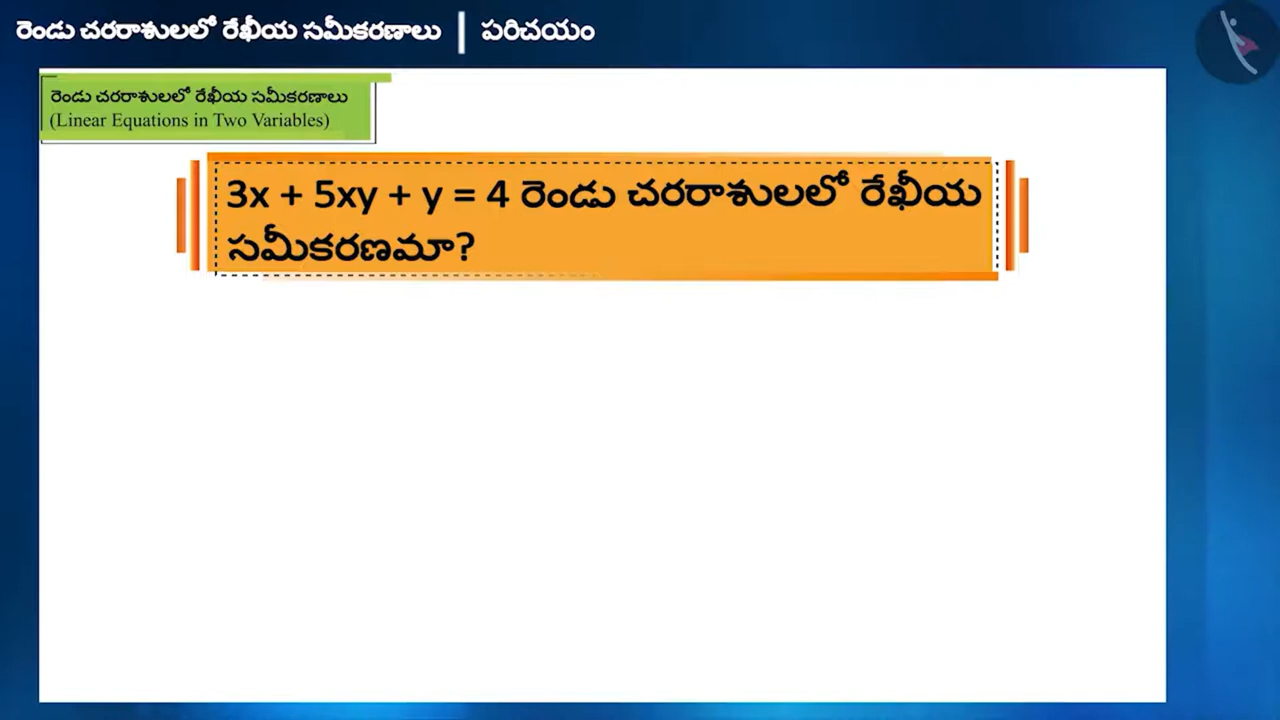 రెండు చరరాశులలో రేఖీయ సమీకరణాలు | పరిచయం
రెండు చరరాశులలో రేఖీయ సమీకరణాలు
(Linear Equations in Two Variables)
3x + 5xy + y = 4 రెండు చరరాశులలో రేఖీయ
సమీకరణమా?